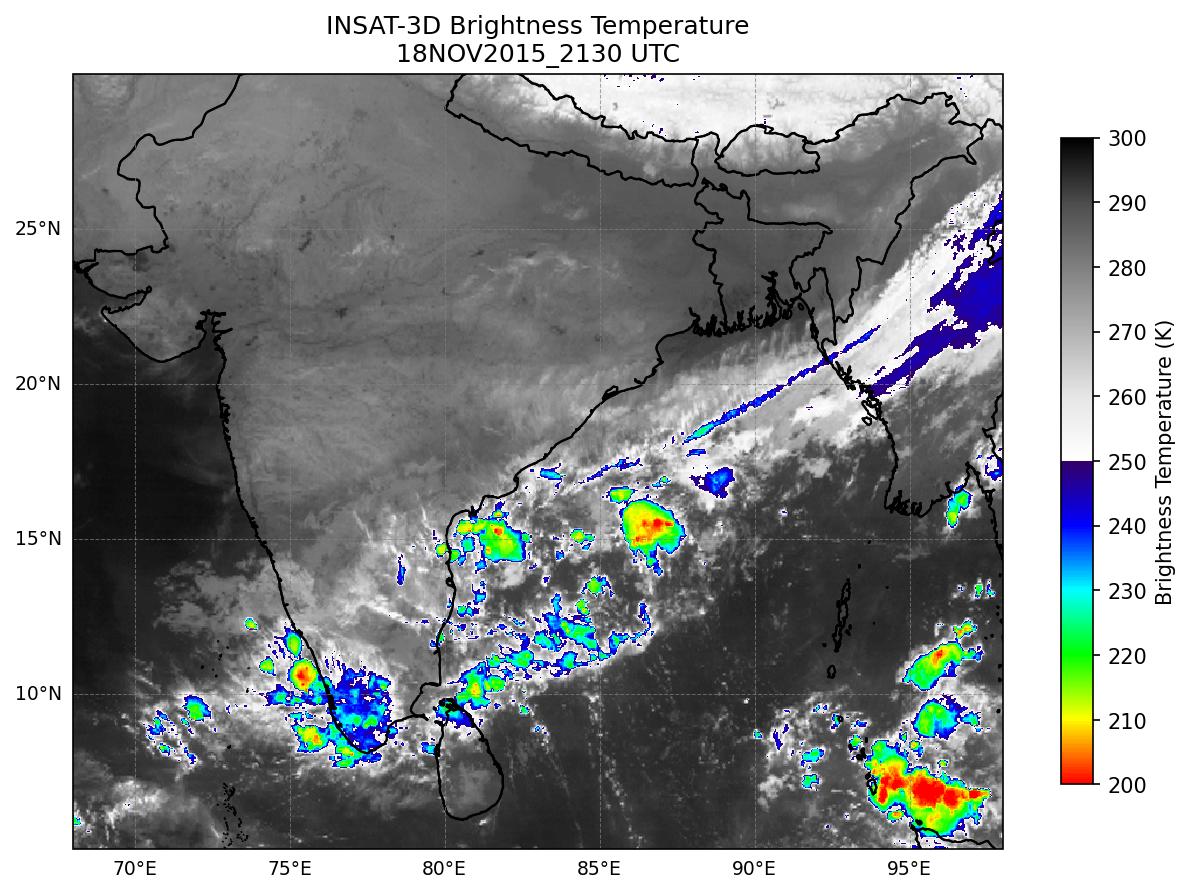 INSAT-3D Brightness Temperature
18NOV2015_2130 UTC
25°N
20°N
15°N
10°N
70°E
75°E
80°E
85°E
90°E
95°E
300
290
280
270
260
250
240
230
220
210
200
Brightness Temperature (K)